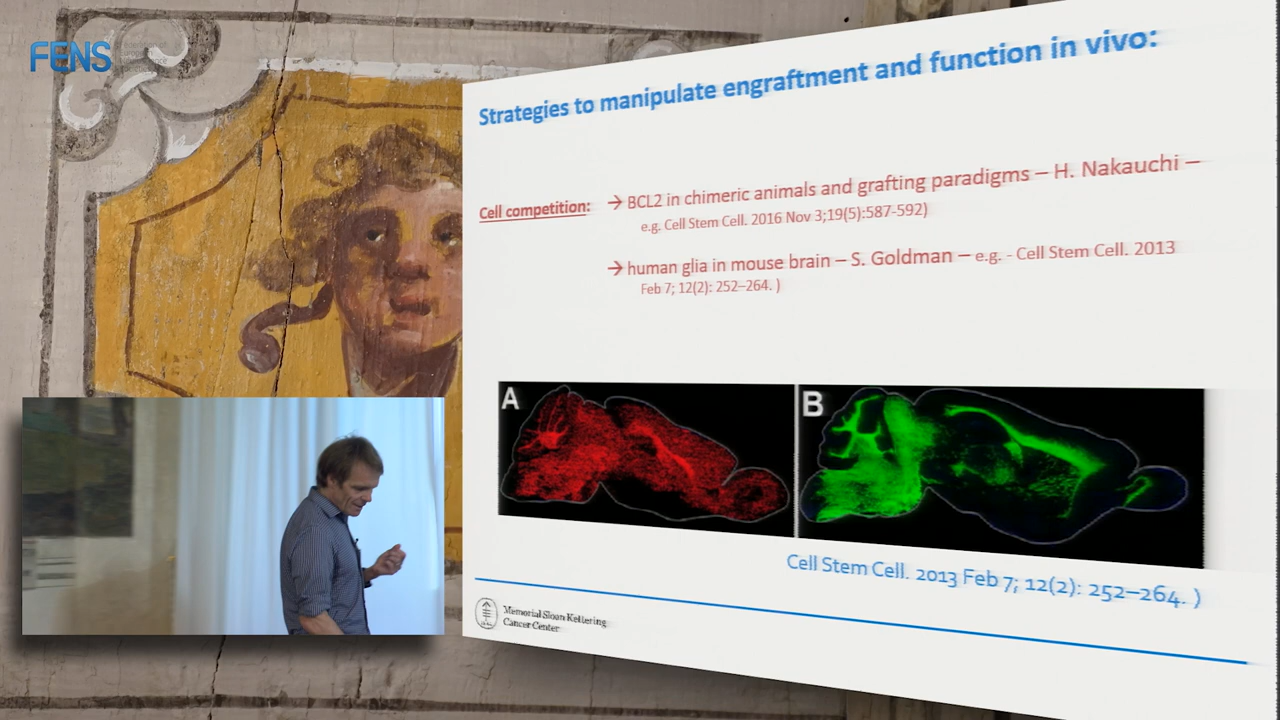 FENS
Strategies to manipulate engraftment and function in vivo:
Cell competition:
→ BCL2 in chimeric animals and grafting paradigms – H. Nakauchi –
e.g. Cell Stem Cell. 2016 Nov 3;19(5):587-592)
→ human glia in mouse brain – S. Goldman – e.g. - Cell Stem Cell. 2013
Feb 7; 12(2): 252–264. )
A
B
Cell Stem Cell. 2013 Feb 7; 12(2): 252–264. )
Memorial Sloan Kettering
Cancer Center